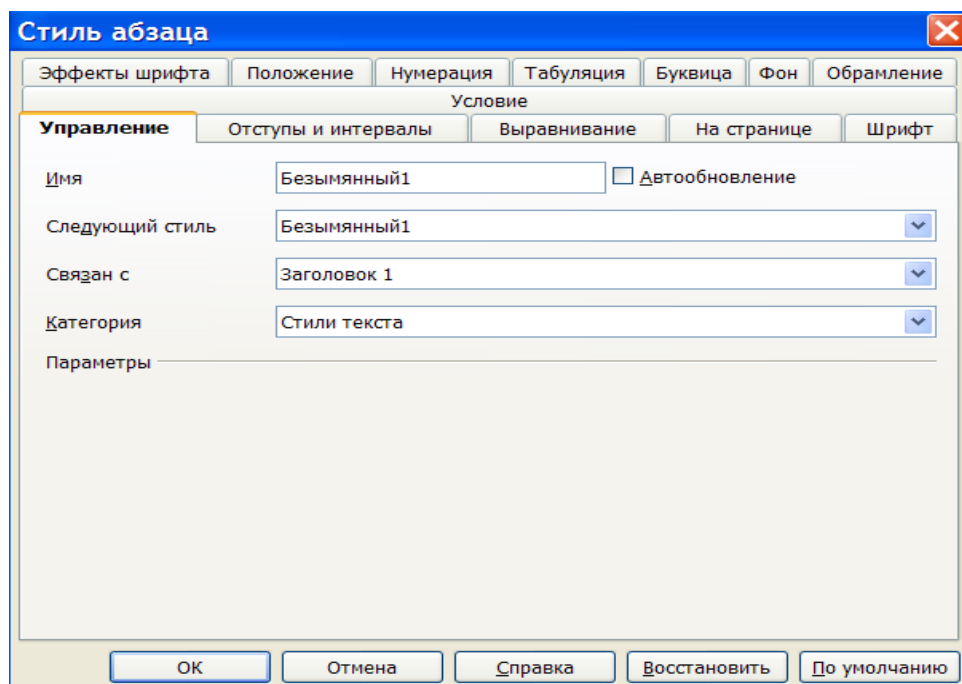 Стиль абзаца
Эффекты шрифта Положение Нумерация Табуляция Буквица Фон Обрамление
Условие
Управление Отступы и интервалы Выравнивание На странице Шрифт
Имя Безымянный1 Автообновление
Следующий стиль Безымянный1
Связан с Заголовок 1
Категория Стили текста
Параметры
ОК Отмена Справка Восстановить По умолчанию